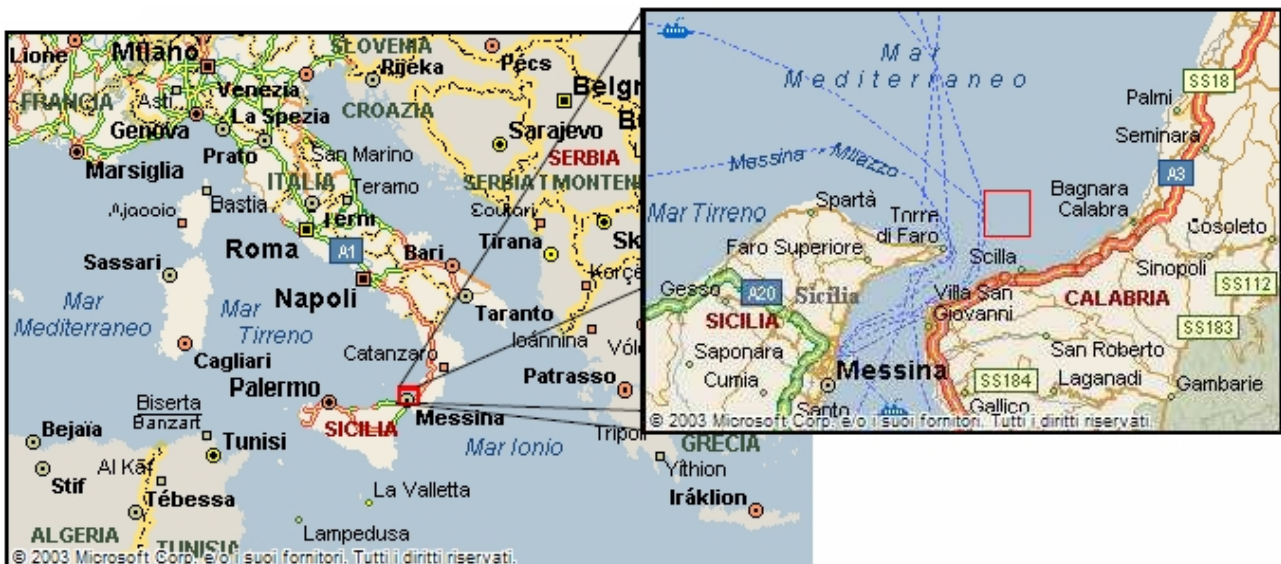 Lione
MIlano
SLOVENIA
Rijeka
Pécs
FRANCIA
Asti
Venezia
CROAZIA
Belgr
Genova
La Spezia
Sarajevo
Marsiglia
Prato
San Marino
SERBIA
ITALIA
Teramo
SERBIA
Bastia
Terni
Roma
A1
Bari
Tirana
Sk
Sassari
Napoli
Korçë
Mar
Mediterraneo
Mar
Tirreno
Taranto
Ioánnina
Vól
Cagliari
Catanzaro
Palermo
Patrasso
Messina
Biserta
Banzart
SICILIA
Mar Ionio
Tripoli
GRECIA
Bejaïa
Tunisi
Yíthion
Stif
Al Kāf
Tébessa
La Valletta
Iráklion
ALGERIA
TUNISIA
Lampedusa
© 2003 Microsoft Corp. e/o i suoi fornitori. Tutti i diritti riservati.
Mar
Mediterraneo
SS18
Palmi
Seminara
Messina - Milazzo
A3
Mar Tirreno
Spartà
Bagnara
Calabra
Torre
di Faro
Cosoleto
Faro Superiore
Scilla
Sinopoli
Gesso
A20
Sicilia
Villa San
Giovanni
CALABRIA
SS112
SICILIA
SS183
Saponara
San Roberto
Cumia
Messina
SS184
Laganadi
Gambarie
Santo
Gallico
© 2003 Microsoft Corp. e/o i suoi fornitori. Tutti i diritti riservati.